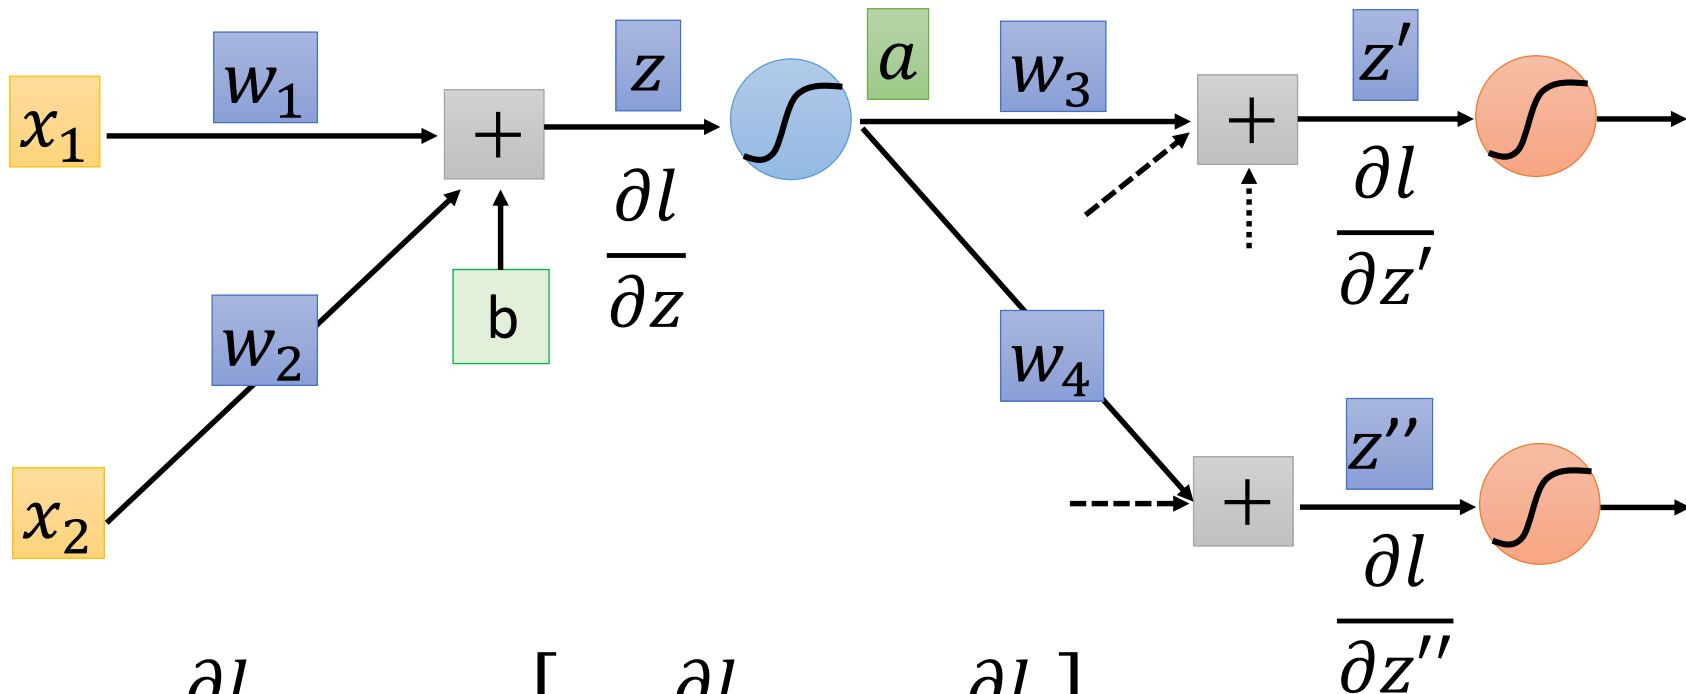 x₁
w₁
+
z
∂l
∂z
a
w₃
+
z′
∂l
∂z′
b
w₂
w₄
x₂
+
z′′
∂l
∂z′′
∂l [ ∂l ∂l ]